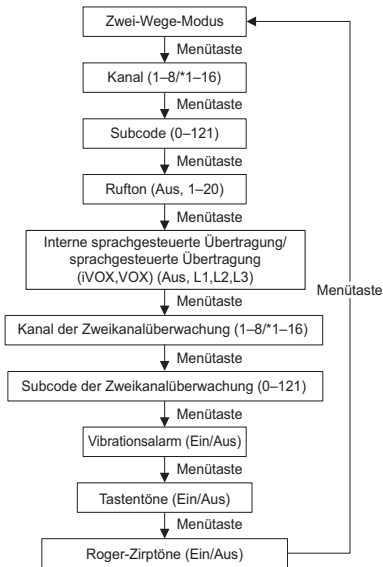 Zwei-Wege-Modus
Menütaste
Kanal (1–8/*1–16)
Menütaste
Subcode (0–121)
Menütaste
Rufton (Aus, 1–20)
Menütaste
Interne sprachgesteuerte Übertragung/
sprachgesteuerte Übertragung
(iVOX,VOX) (Aus, L1,L2,L3)
Menütaste
Menütaste
Kanal der Zweikanalüberwachung (1–8/*1–16)
Menütaste
Subcode der Zweikanalüberwachung (0–121)
Menütaste
Vibrationsalarm (Ein/Aus)
Menütaste
Tastentöne (Ein/Aus)
Menütaste
Roger-Zirptöne (Ein/Aus)